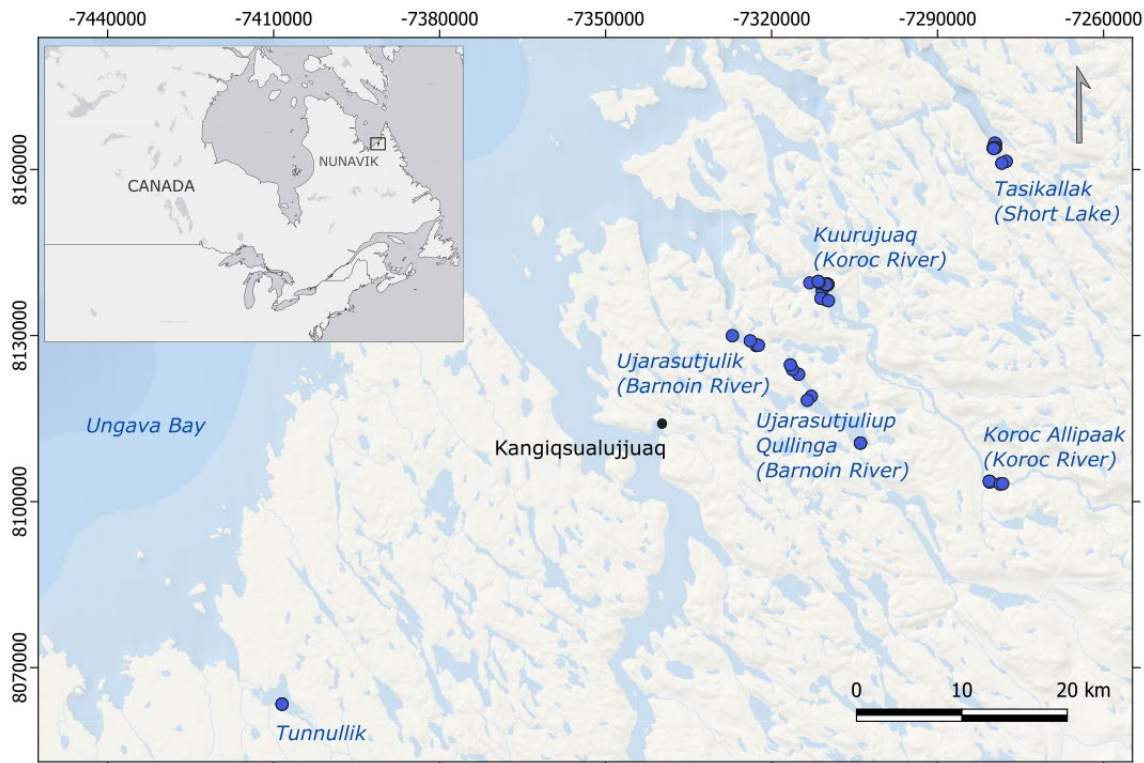 -7440000
-7410000
-7380000
-7350000
-7320000
-7290000
-7260000
8160000
8130000
8100000
8070000
CANADA
NUNAVIK
Tasikallak
(Short Lake)
Kuurujuaq
(Koroc River)
Ujarasutjulik
(Barnoin River)
Ungava Bay
Kangiqsualujjuaq
Ujarasutjuliup
Qullinga
(Barnoin River)
Koroc Allipaak
(Koroc River)
Tunnullik
0 10 20 km